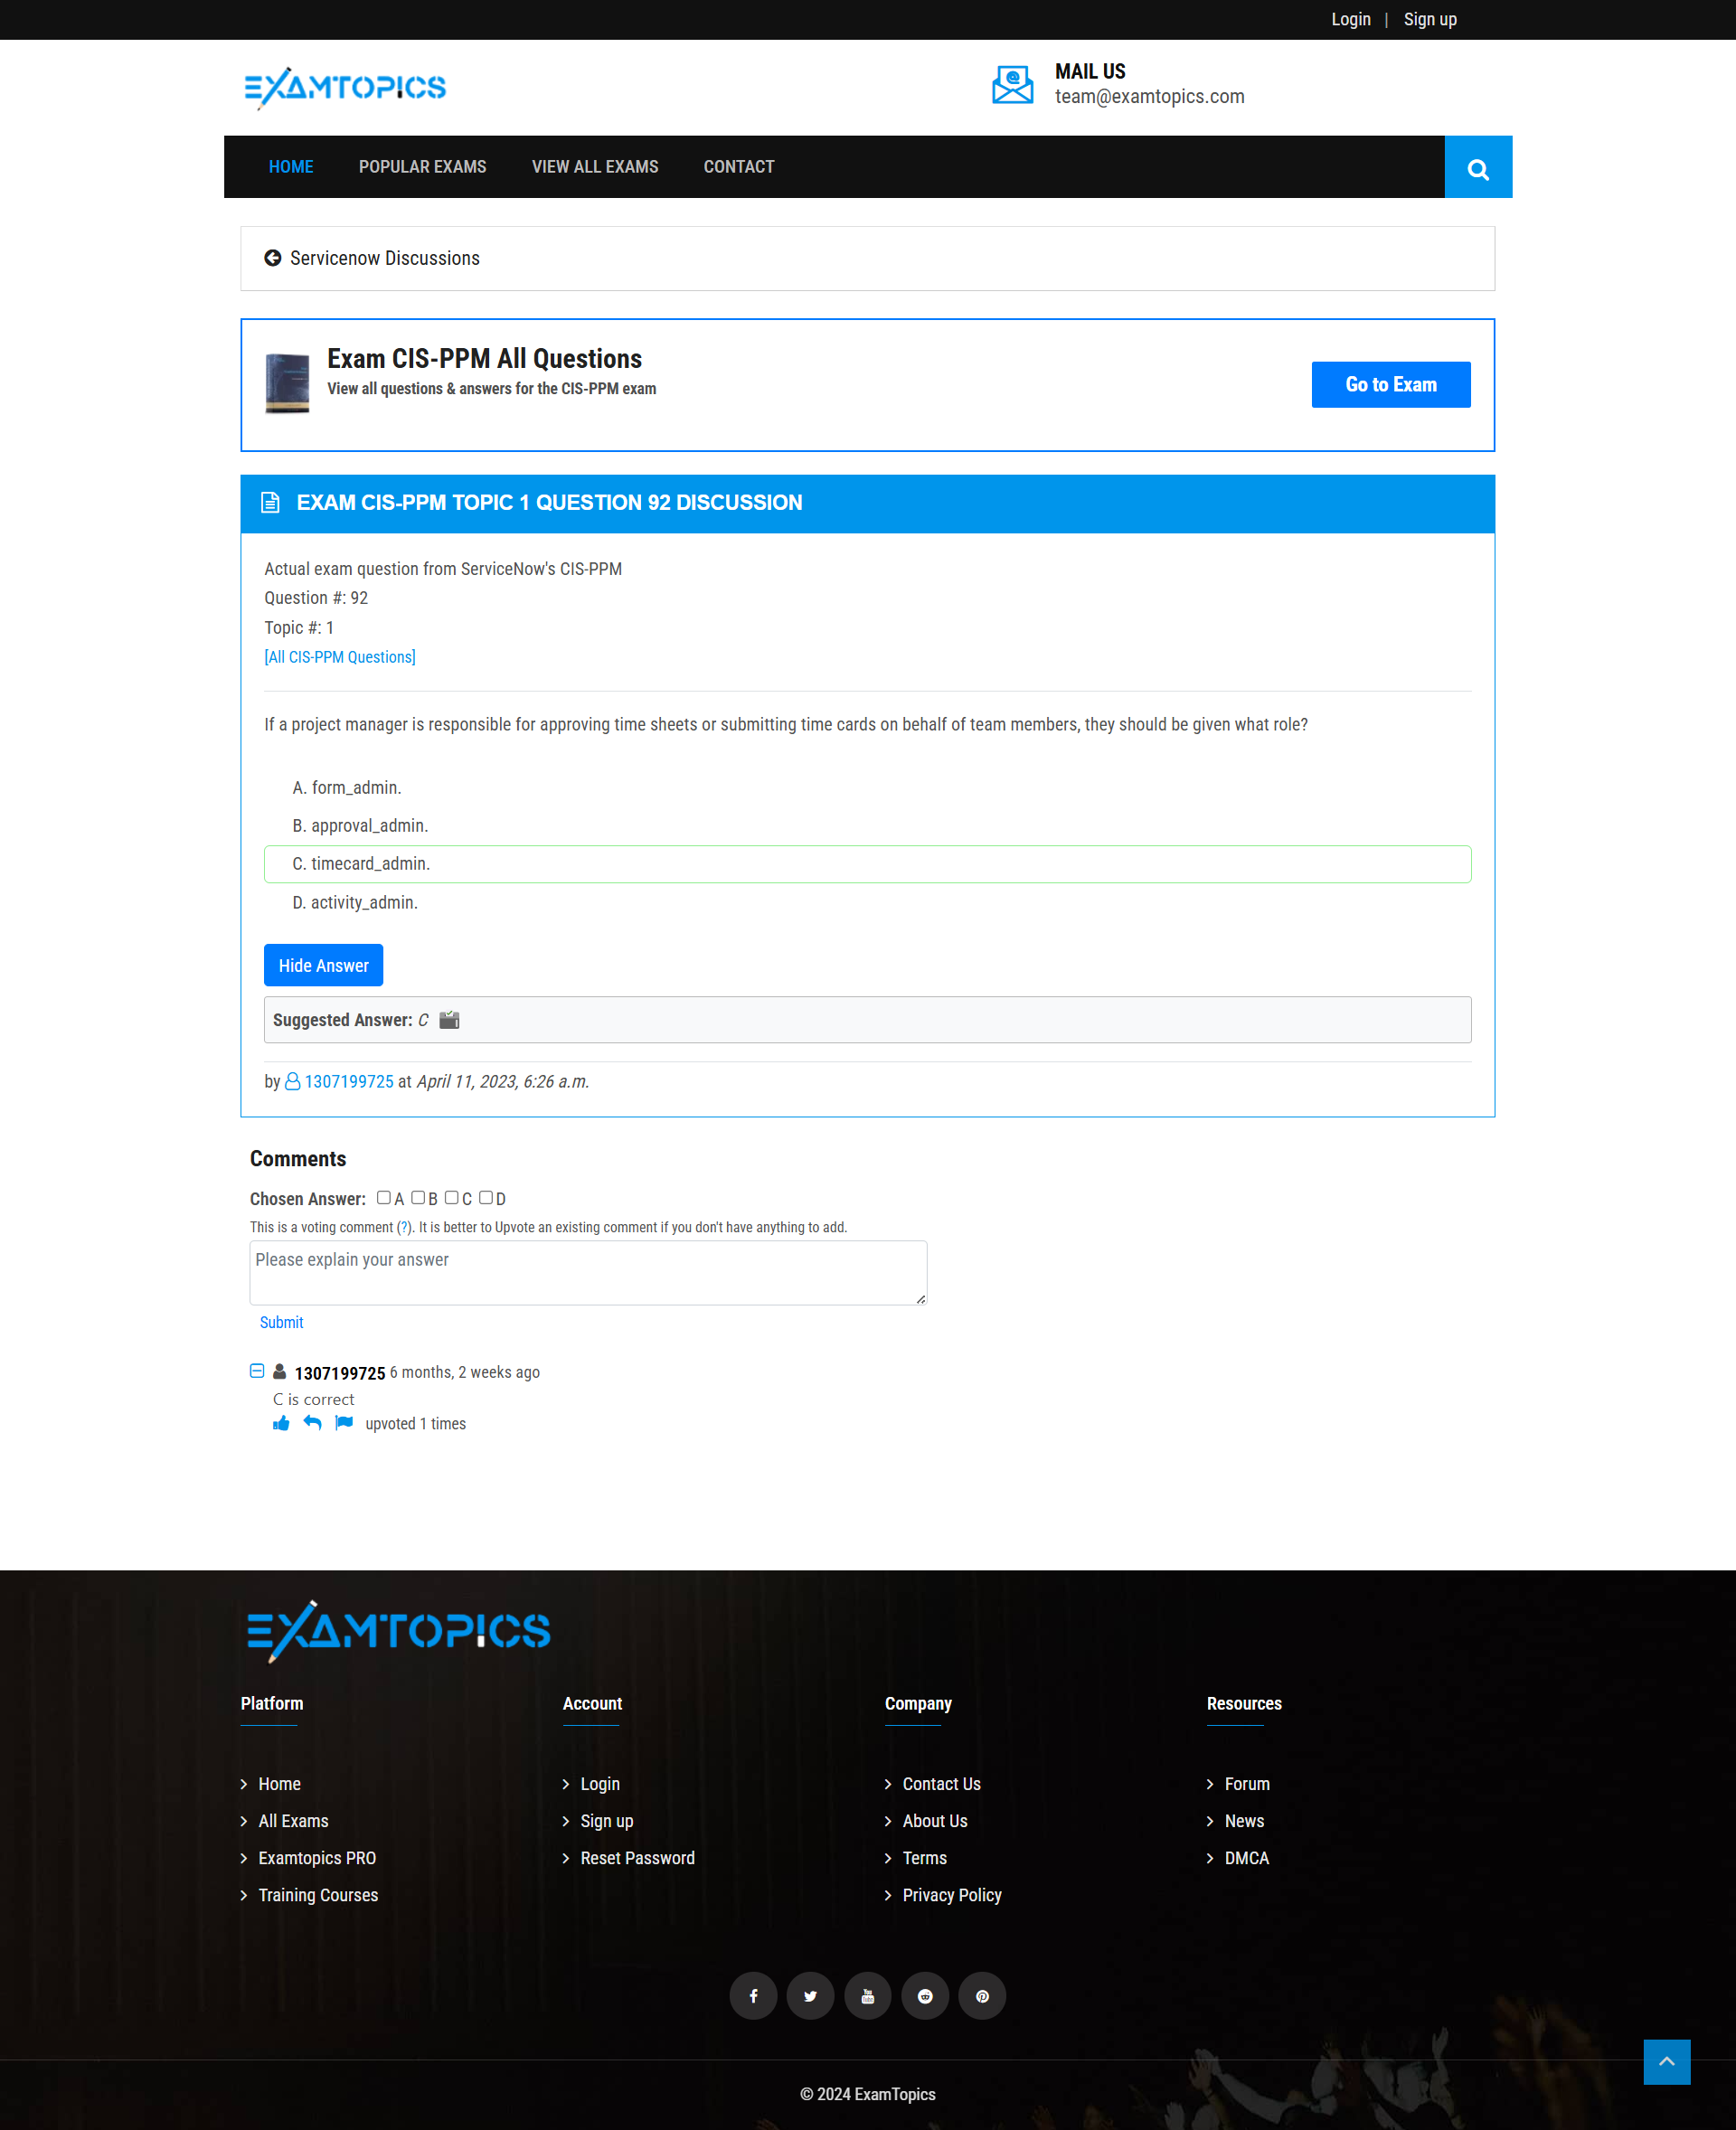 Login | Sign up
EXAMTOPICS
MAIL US
team@examtopics.com
HOME POPULAR EXAMS VIEW ALL EXAMS CONTACT
Servicenow Discussions
Exam CIS-PPM All Questions
View all questions & answers for the CIS-PPM exam
Go to Exam
EXAM CIS-PPM TOPIC 1 QUESTION 92 DISCUSSION
Actual exam question from ServiceNow's CIS-PPM
Question #: 92
Topic #: 1
[All CIS-PPM Questions]
If a project manager is responsible for approving time sheets or submitting time cards on behalf of team members, they should be given what role?
A. form_admin.
B. approval_admin.
C. timecard_admin.
D. activity_admin.
Hide Answer
Suggested Answer: C
by 1307199725 at April 11, 2023, 6:26 a.m.
Comments
Chosen Answer: A B C D
This is a voting comment (?). It is better to Upvote an existing comment if you don't have anything to add.
Please explain your answer
Submit
1307199725 6 months, 2 weeks ago
C is correct
upvoted 1 times
EXAMTOPICS
Platform
Home
All Exams
Examtopics PRO
Training Courses
Account
Login
Sign up
Reset Password
Company
Contact Us
About Us
Terms
Privacy Policy
Resources
Forum
News
DMCA
© 2024 ExamTopics